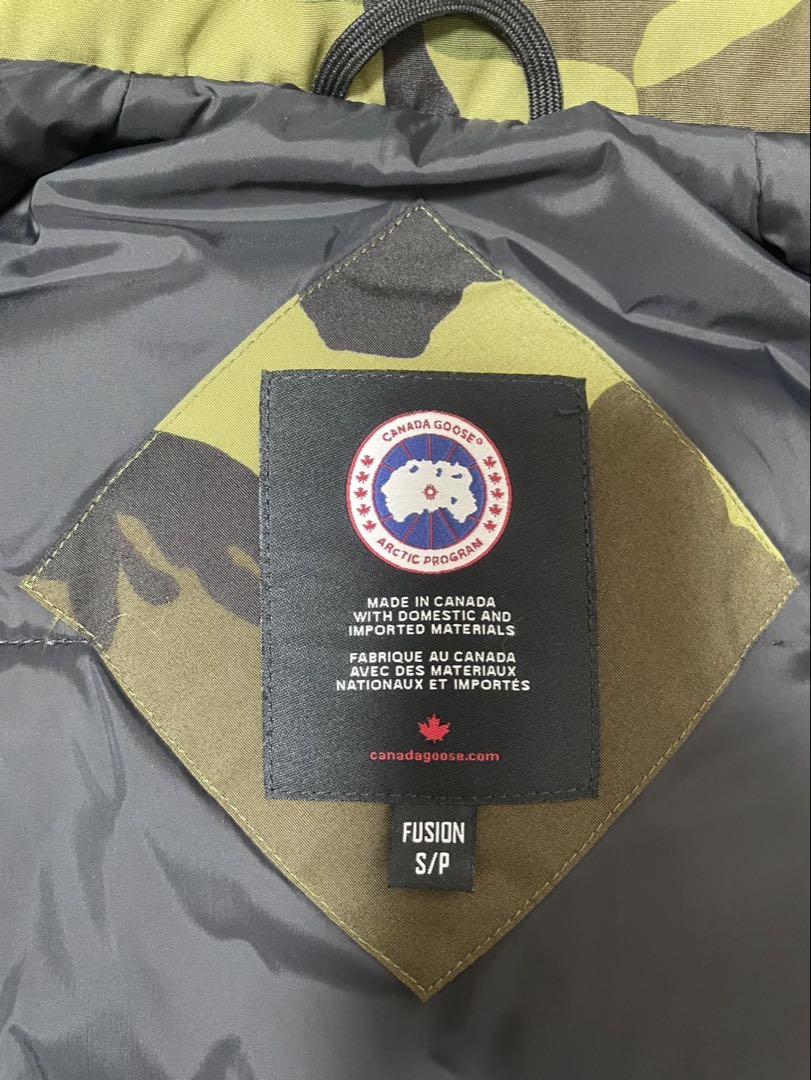 CANADA GOOSE®
ARCTIC PROGRAM
MADE IN CANADA
WITH DOMESTIC AND
IMPORTED MATERIALS
FABRIQUE AU CANADA
AVEC DES MATERIAUX
NATIONAUX ET IMPORTÉS
canadagoose.com
FUSION
S/P